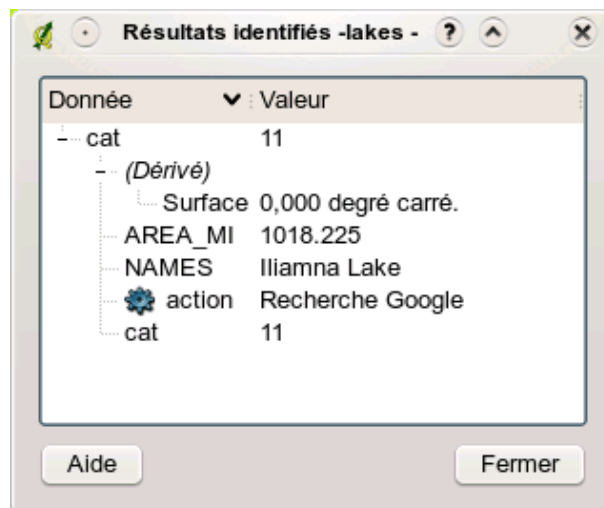 Résultats identifiés -lakes - ?
Donnée Valeur
cat 11
(Dérivé)
Surface 0,000 degré carré.
AREA_MI 1018.225
NAMES Iliamna Lake
action Recherche Google
cat 11
Aide Fermer